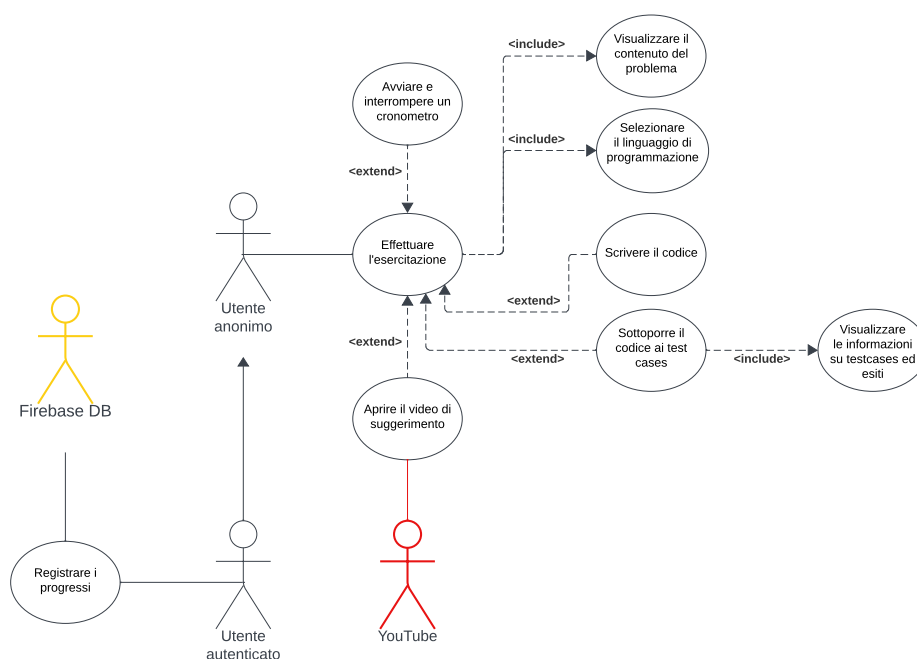 Visualizzare il
contenuto del
problema
<include>
Avviare e
interrompere un
cronometro
Selezionare
il linguaggio di
programmazione
<include>
<extend>
Effettuare
l'esercitazione
Scrivere il codice
<extend>
Utente
anonimo
Sottoporre il
codice ai test
cases
<extend>
<include>
Visualizzare
le informazioni
su testcases ed
esiti
<extend>
Firebase DB
Aprire il video di
suggerimento
Registrare i
progressi
Utente
autenticato
YouTube